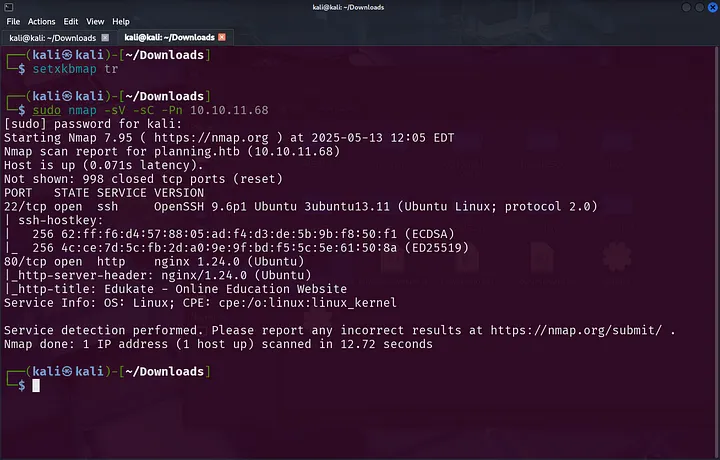 kali@kali: ~/Downloads
File Actions Edit View Help
kali@kali: ~/Downloads kali@kali: ~/Downloads
┌──(kali㉿kali)-[~/Downloads]
└─$ setxkbmap tr
┌──(kali㉿kali)-[~/Downloads]
└─$ sudo nmap -sV -sC -Pn 10.10.11.68
[sudo] password for kali:
Starting Nmap 7.95 ( https://nmap.org ) at 2025-05-13 12:05 EDT
Nmap scan report for planning.htb (10.10.11.68)
Host is up (0.071s latency).
Not shown: 998 closed tcp ports (reset)
PORT   STATE SERVICE VERSION
22/tcp open  ssh     OpenSSH 9.6p1 Ubuntu 3ubuntu13.11 (Ubuntu Linux; protocol 2.0)
| ssh-hostkey:
|   256 62:ff:f6:d4:57:88:05:ad:f4:d3:de:5b:9b:f8:50:f1 (ECDSA)
|_  256 4c:ce:7d:5c:fb:2d:a0:9e:9f:bd:f5:5c:5e:61:50:8a (ED25519)
80/tcp open  http    nginx 1.24.0 (Ubuntu)
|_http-server-header: nginx/1.24.0 (Ubuntu)
|_http-title: Edukate - Online Education Website
Service Info: OS: Linux; CPE: cpe:/o:linux:linux_kernel
Service detection performed. Please report any incorrect results at https://nmap.org/submit/ .
Nmap done: 1 IP address (1 host up) scanned in 12.72 seconds
┌──(kali㉿kali)-[~/Downloads]
└─$